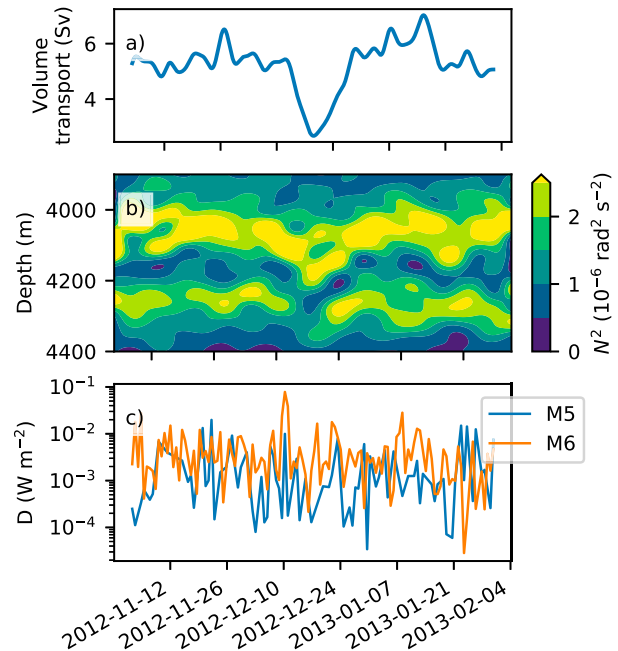 Volume
transport (Sv)
a)
6
4
Depth (m)
b)
4000
4200
4400
2
1
0
N² (10⁻⁶ rad² s⁻²)
D (W m⁻²)
c)
10⁻¹
10⁻²
10⁻³
10⁻⁴
M5
M6
2012-11-12
2012-11-26
2012-12-10
2012-12-24
2013-01-07
2013-01-21
2013-02-04